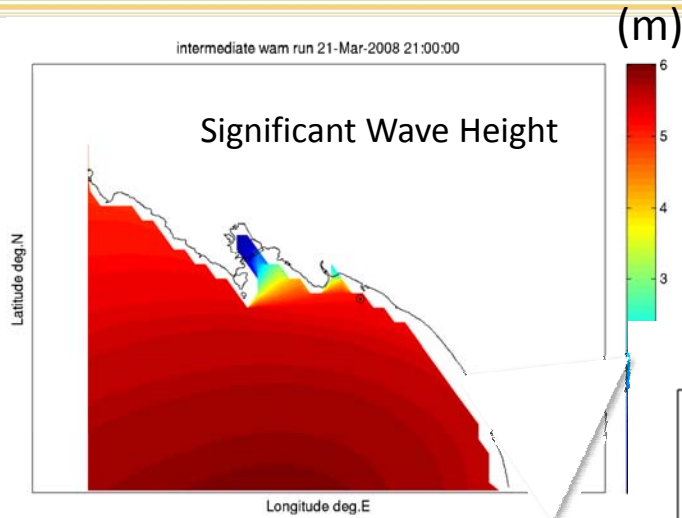 (m)
intermediate wam run 21-Mar-2008 21:00:00
6
Significant Wave Height
5
4
Latitude deg.N
3
Longitude deg.E